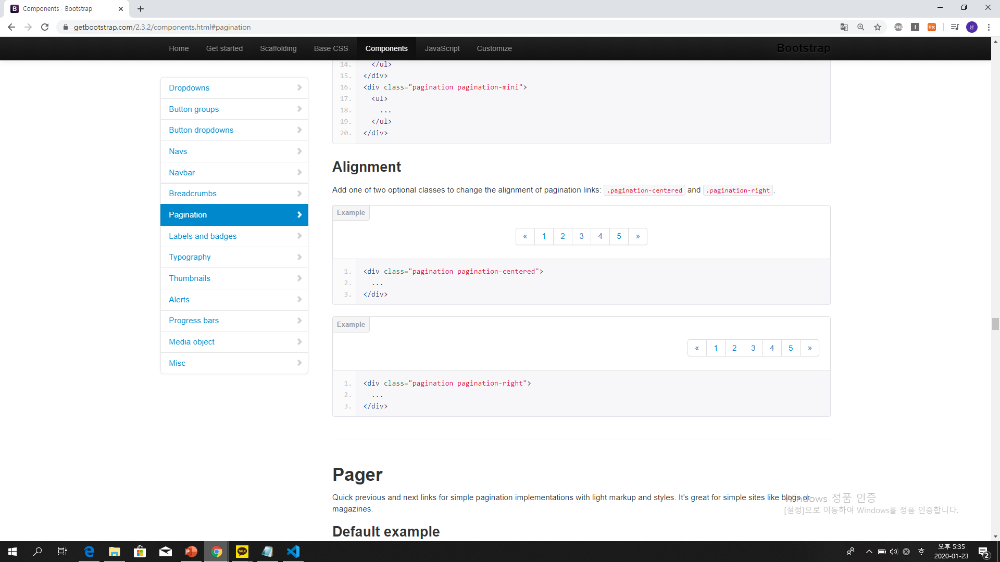 Components · Bootstrap
getbootstrap.com/2.3.2/components.html#pagination
남
Home Get started Scaffolding Base CSS Components JavaScript Customize Bootstrap
Dropdowns
Button groups
Button dropdowns
Navs
Navbar
Breadcrumbs
Pagination
Labels and badges
Typography
Thumbnails
Alerts
Progress bars
Media object
Misc
14. </ul>
15. </div>
16. <div class="pagination pagination-mini">
17. <ul>
18. ...
19. </ul>
20. </div>
Alignment
Add one of two optional classes to change the alignment of pagination links: .pagination-centered and .pagination-right.
Example
« 1 2 3 4 5 »
1. <div class="pagination pagination-centered">
2. ...
3. </div>
Example
« 1 2 3 4 5 »
1. <div class="pagination pagination-right">
2. ...
3. </div>
Pager
Quick previous and next links for simple pagination implementations with light markup and styles. It's great for simple sites like blogs or
magazines.
Default example
Windows 정품 인증
[설정]으로 이동하여 Windows를 정품 인증합니다.
TALK
오후 5:35
2020-01-23
2